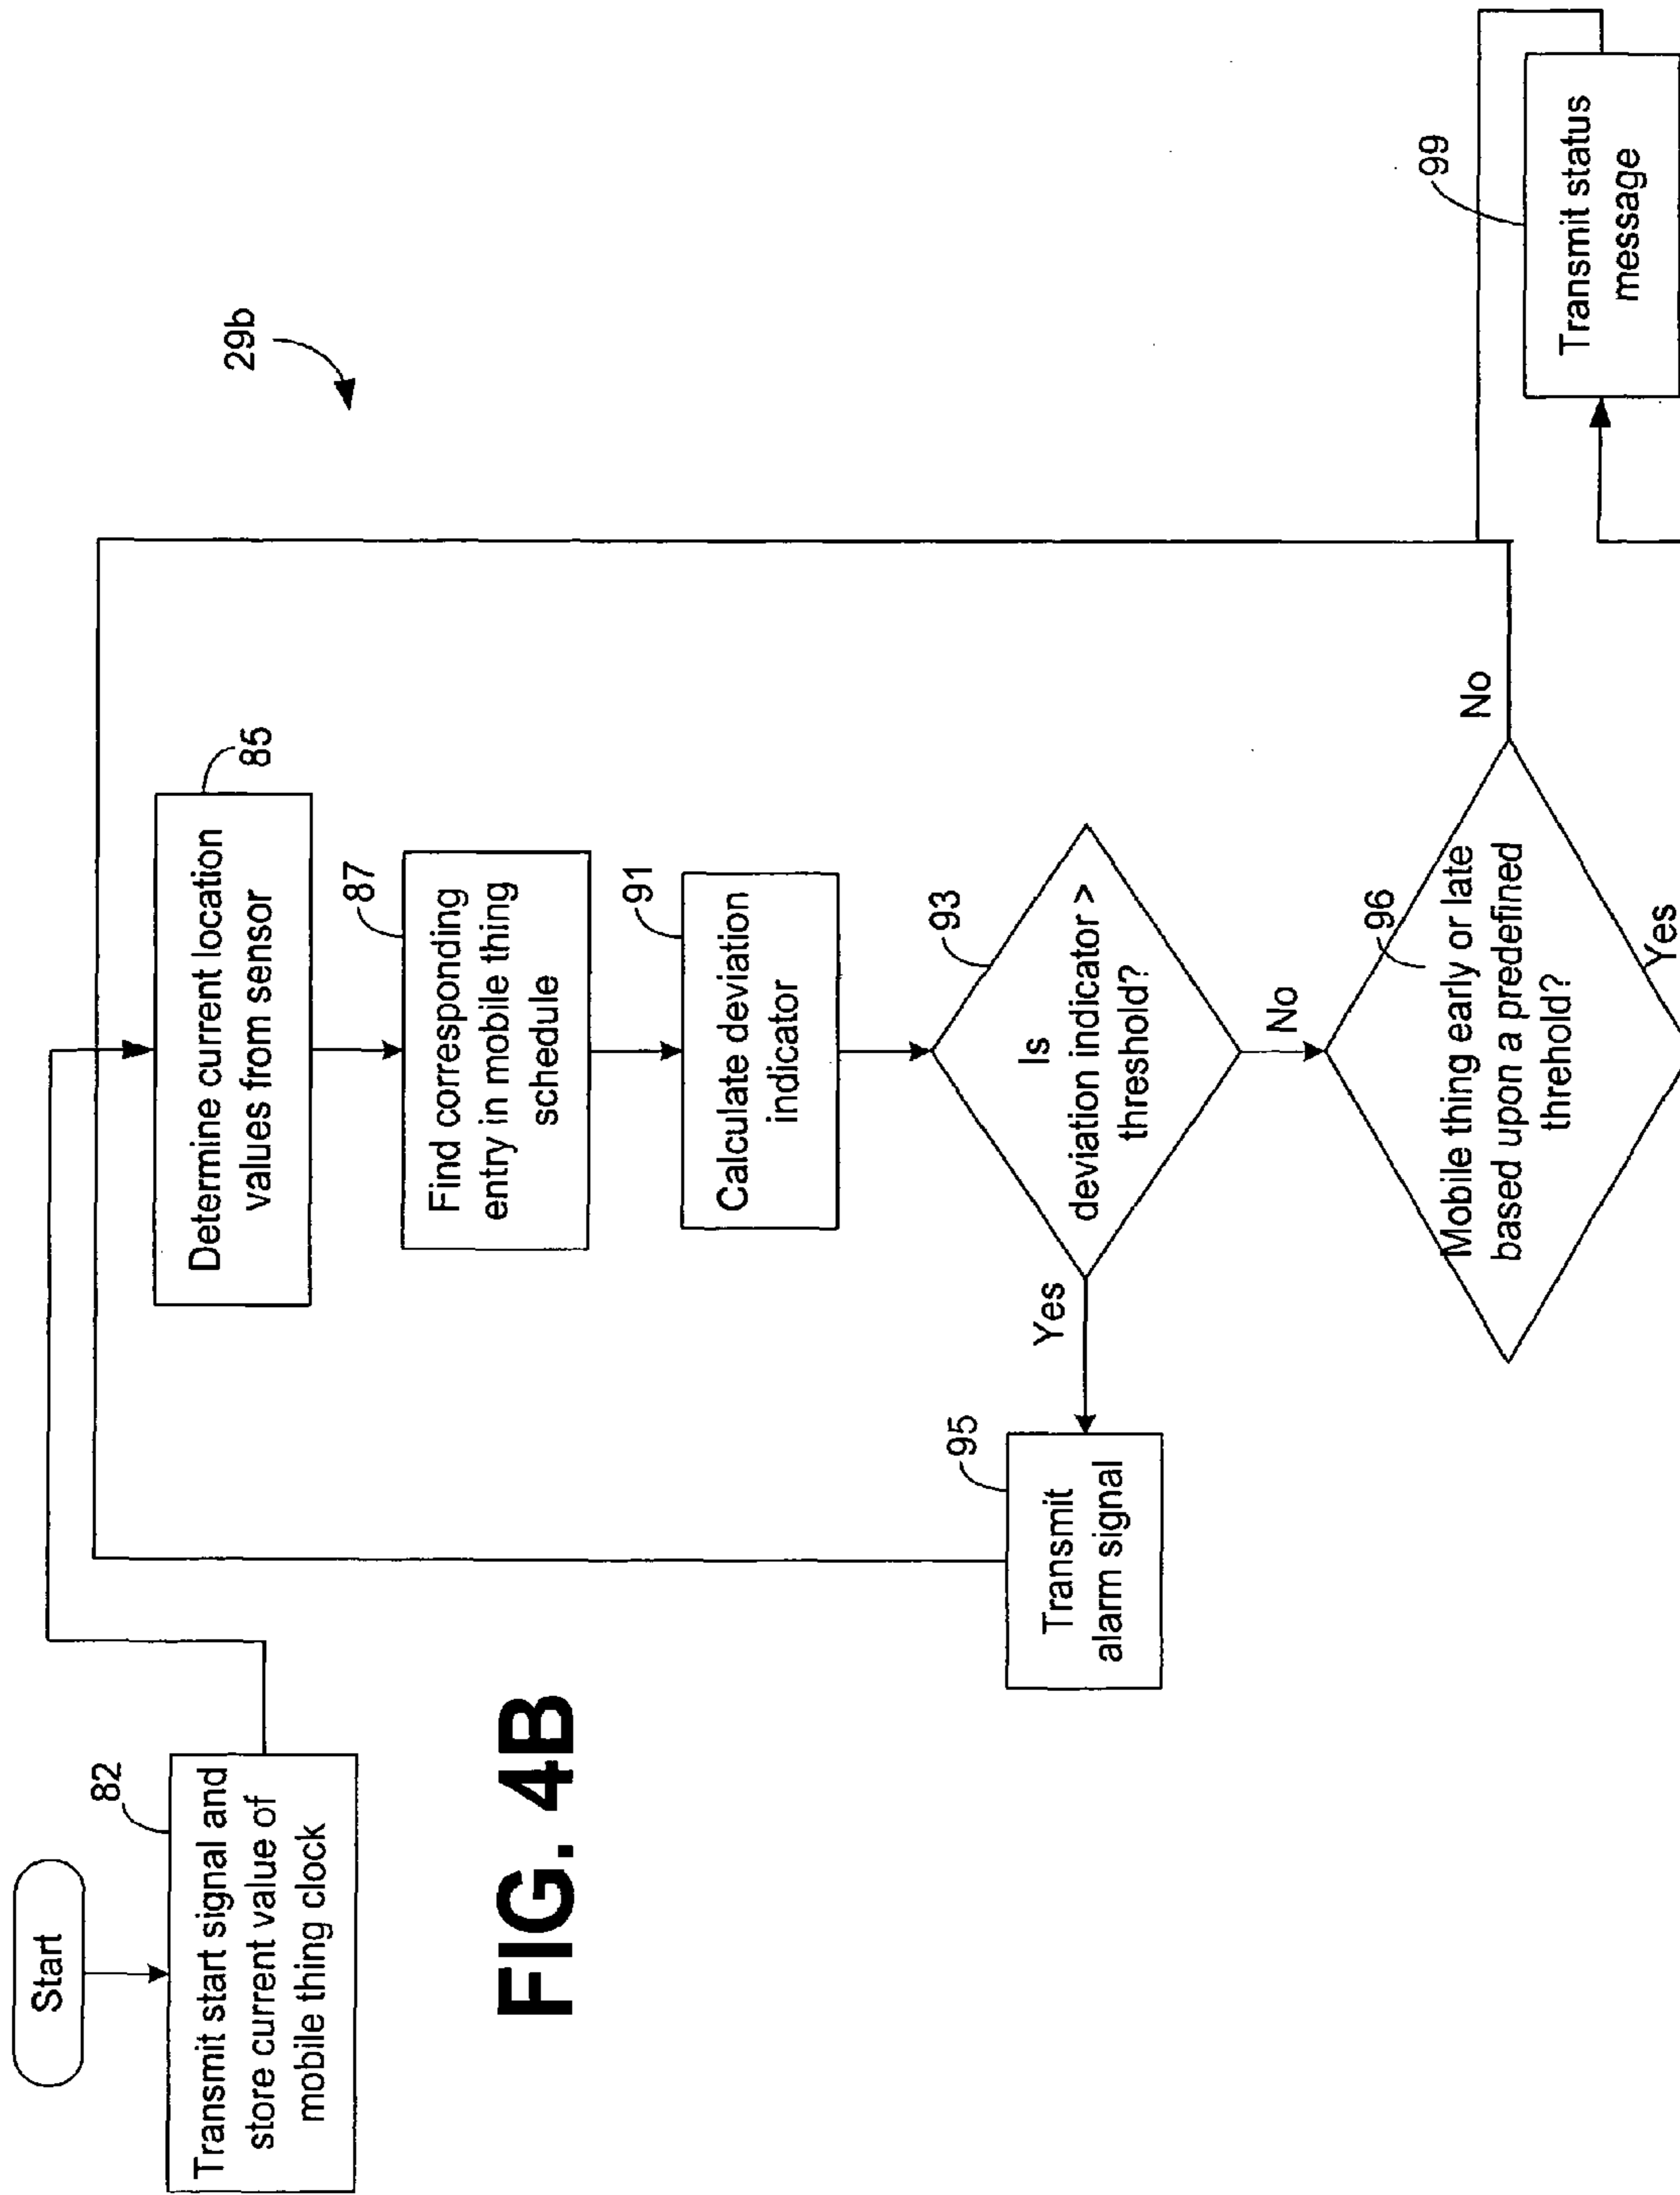 Start
82
Transmit start signal and
store current value of
mobile thing clock
FIG. 4B
29b
85
Determine current location
values from sensor
87
Find corresponding
entry in mobile thing
schedule
91
Calculate deviation
indicator
93
Is
deviation indicator >
threshold?
Yes
No
95
Transmit
alarm signal
96
Mobile thing early or late
based upon a predefined
threhold?
No
Yes
99
Transmit status
message